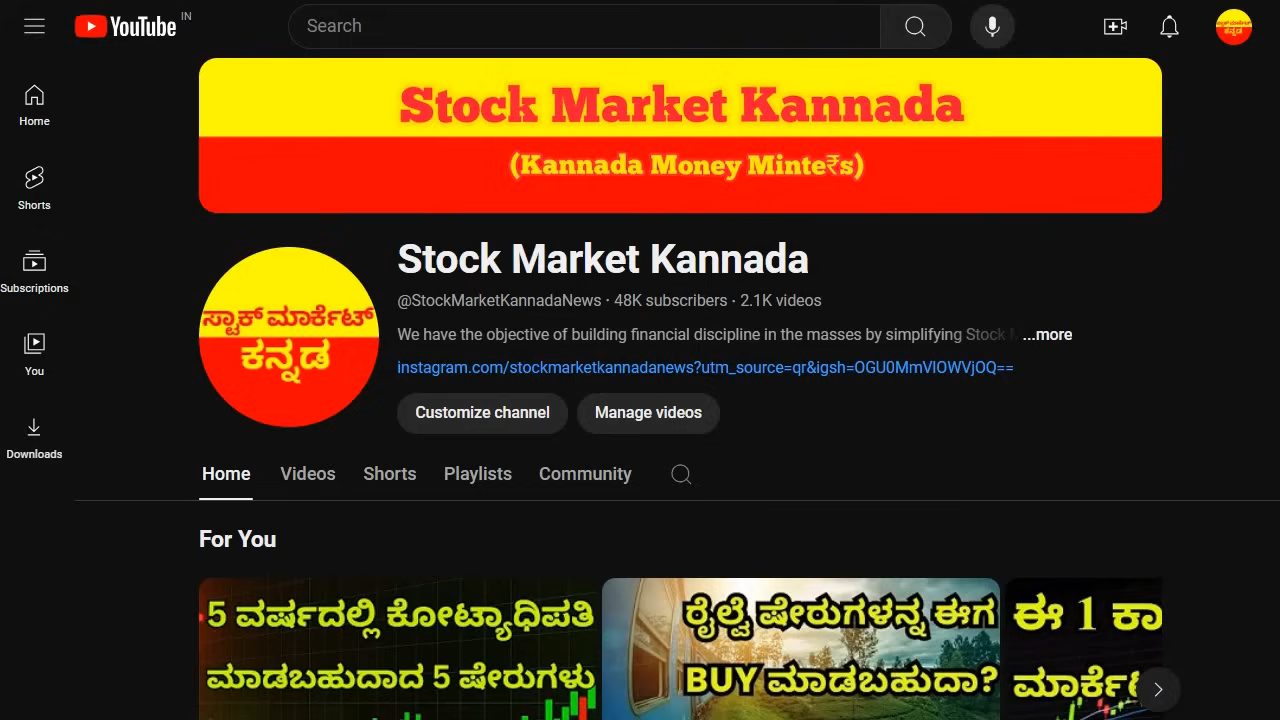 YouTube IN
Search
Home
Shorts
Subscriptions
You
Downloads
Stock Market Kannada
(Kannada Money Minte₹s)
ಸ್ಟಾಕ್ ಮಾರ್ಕೆಟ್
ಕನ್ನಡ
Stock Market Kannada
@StockMarketKannadaNews · 48K subscribers · 2.1K videos
We have the objective of building financial discipline in the masses by simplifying Stock ...more
instagram.com/stockmarketkannadanews?utm_source=qr&igsh=OGU0MmVlOWVjOQ==
Customize channel Manage videos
Home Videos Shorts Playlists Community
For You
5 ವರ್ಷದಲ್ಲಿ ಕೋಟ್ಯಾಧಿಪತಿ
ಮಾಡಬಹುದಾದ 5 ಷೇರುಗಳು
ರೈಲ್ವೆ ಷೇರುಗಳನ್ನ ಈಗ
BUY ಮಾಡಬಹುದಾ?
ಈ 1 ಕಾ